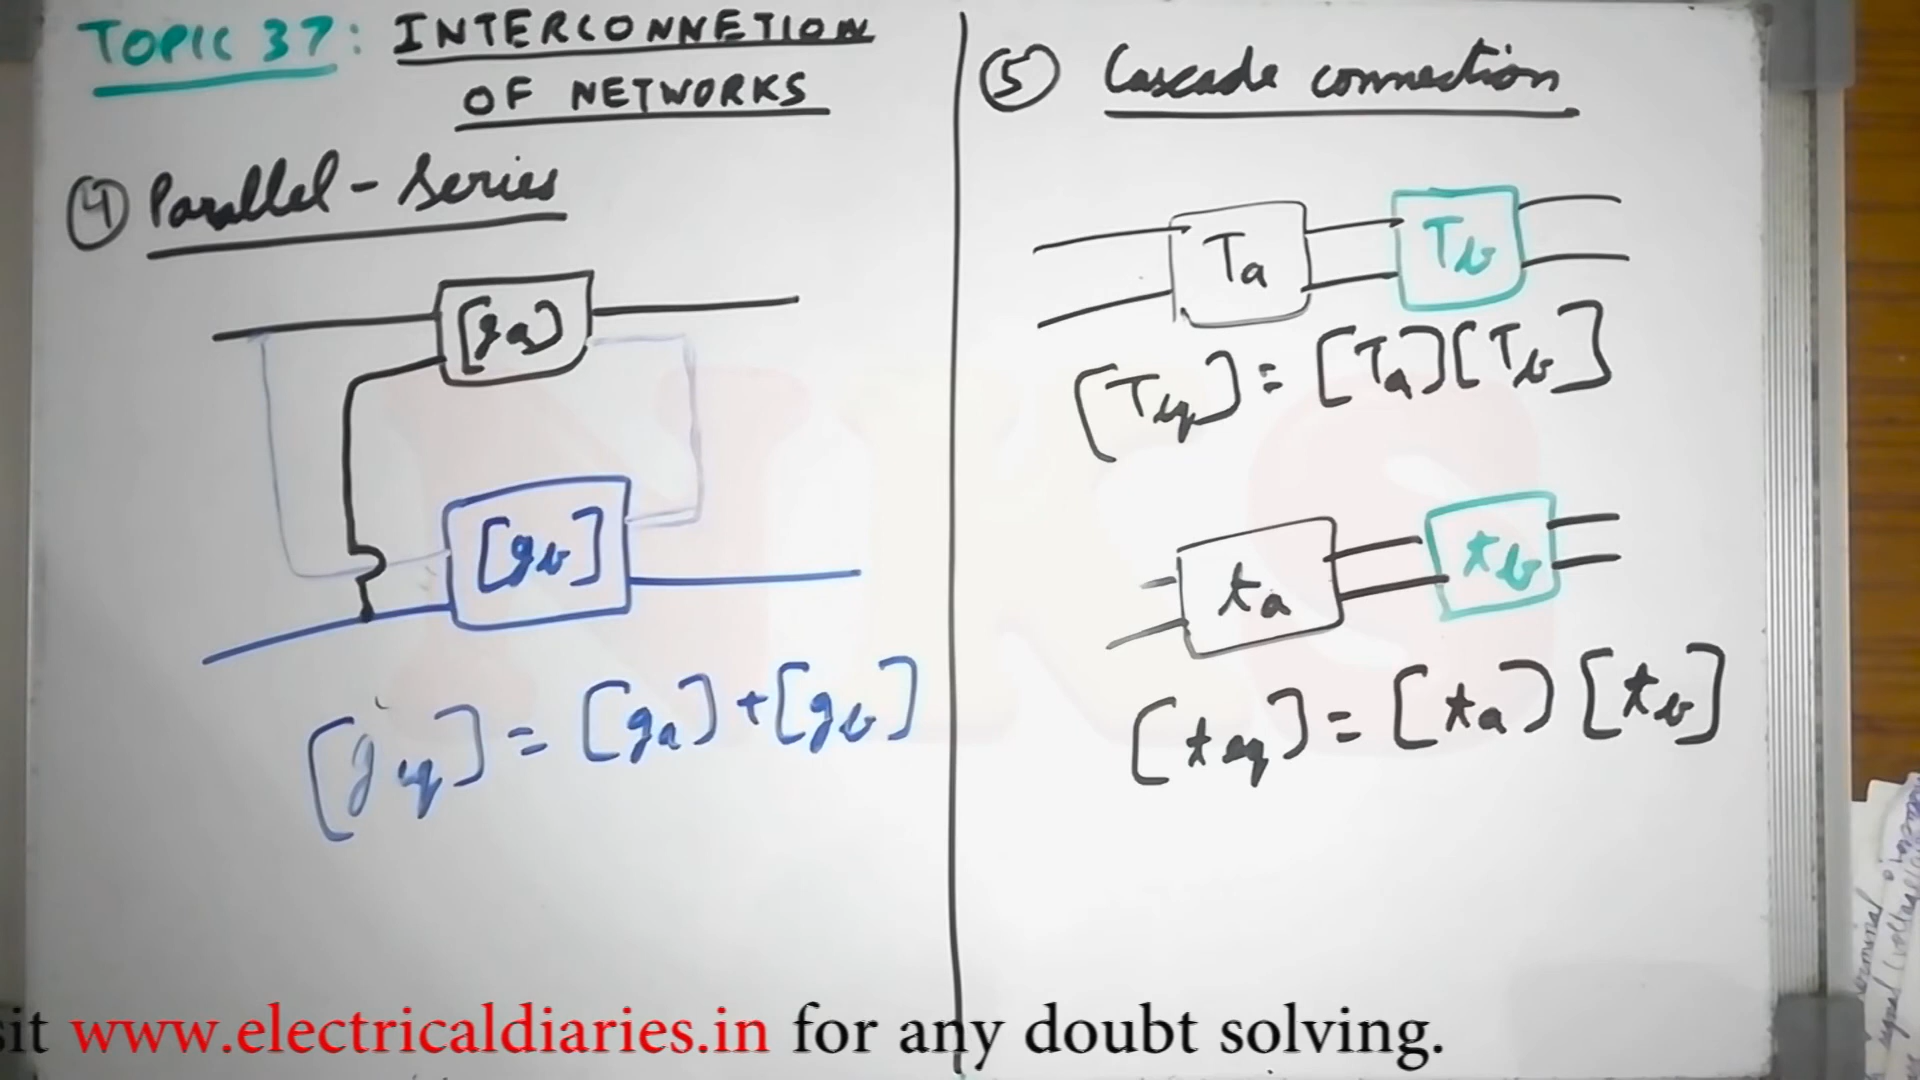 TOPIC 37: INTERCONNETION
OF NETWORKS
④ Parallel - Series
[ga]
[gb]
[geq] = [ga] + [gb]
⑤ Cascade connection
Ta
Tb
[Teq] = [Ta][Tb]
ta
tb
[teq] = [ta] [tb]
sit www.electricaldiaries.in for any doubt solving.
NKS